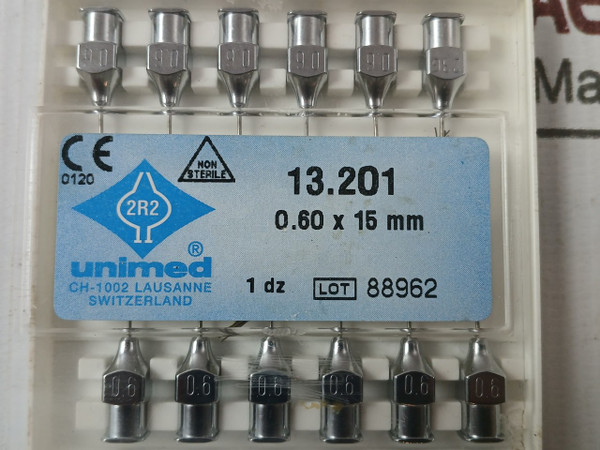 CE
0120
NON
STERILE
2R2
unimed®
CH-1002 LAUSANNE
SWITZERLAND
13.201
0.60 x 15 mm
1 dz LOT 88962
0.6
0.6
0.6
0.6
0.6
0.6
Ma